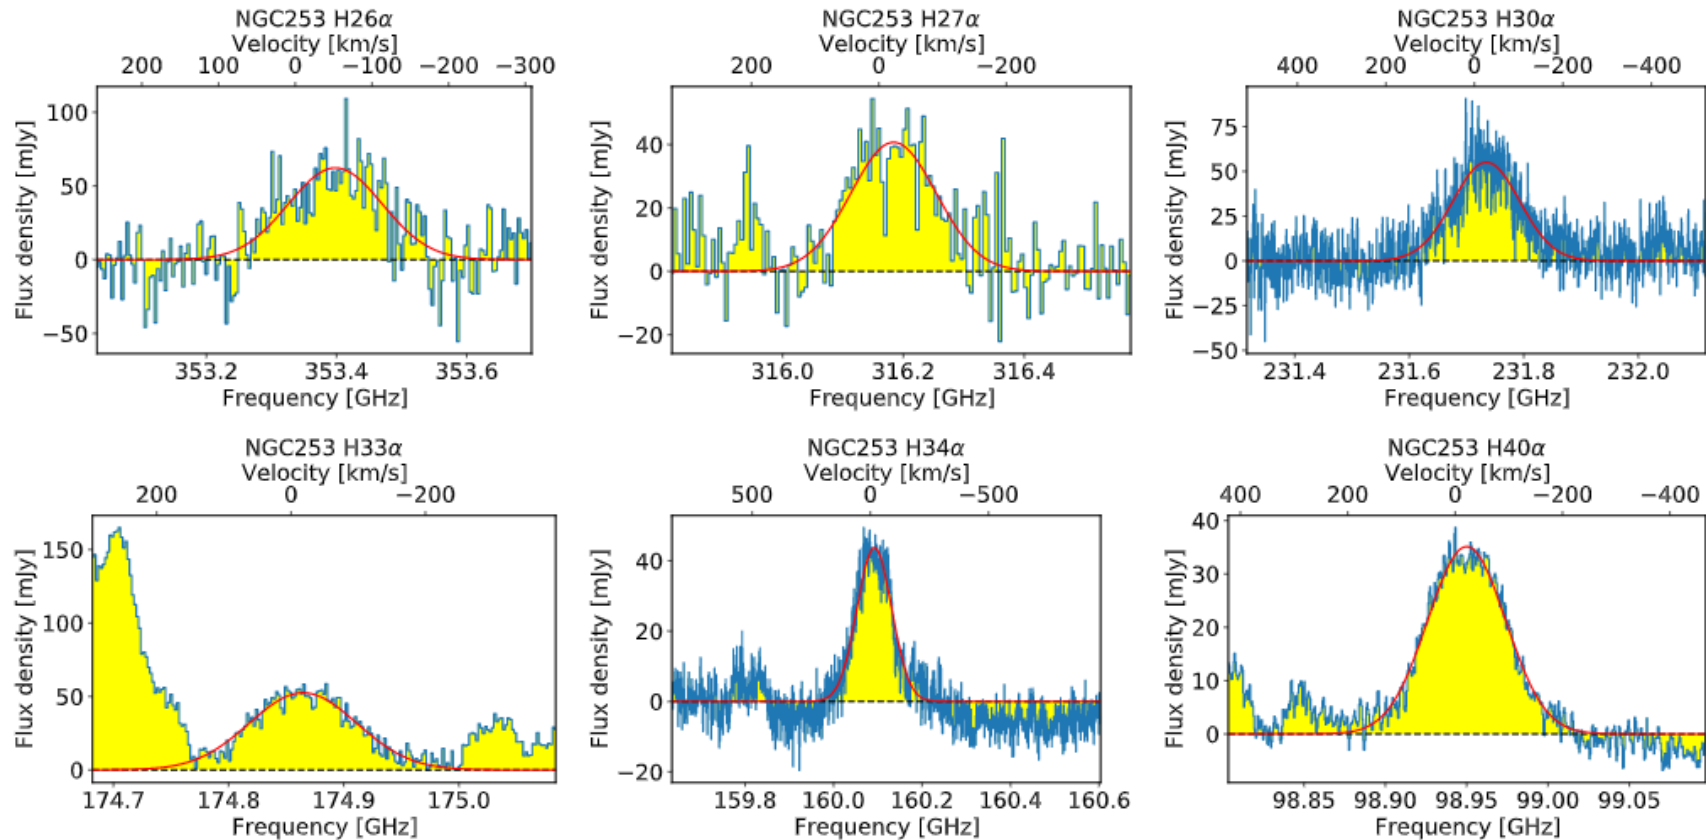 NGC253 H26α
Velocity [km/s]
200 100 0 −100 −200 −300
Flux density [mJy]
100
50
0
−50
353.2 353.4 353.6
Frequency [GHz]
NGC253 H27α
Velocity [km/s]
200 0 −200
Flux density [mJy]
40
20
0
−20
316.0 316.2 316.4
Frequency [GHz]
NGC253 H30α
Velocity [km/s]
400 200 0 −200 −400
Flux density [mJy]
75
50
25
0
−25
−50
231.4 231.6 231.8 232.0
Frequency [GHz]
NGC253 H33α
Velocity [km/s]
200 0 −200
Flux density [mJy]
150
100
50
0
174.7 174.8 174.9 175.0
Frequency [GHz]
NGC253 H34α
Velocity [km/s]
500 0 −500
Flux density [mJy]
40
20
0
−20
159.8 160.0 160.2 160.4 160.6
Frequency [GHz]
NGC253 H40α
Velocity [km/s]
400 200 0 −200 −400
Flux density [mJy]
40
30
20
10
0
98.85 98.90 98.95 99.00 99.05
Frequency [GHz]